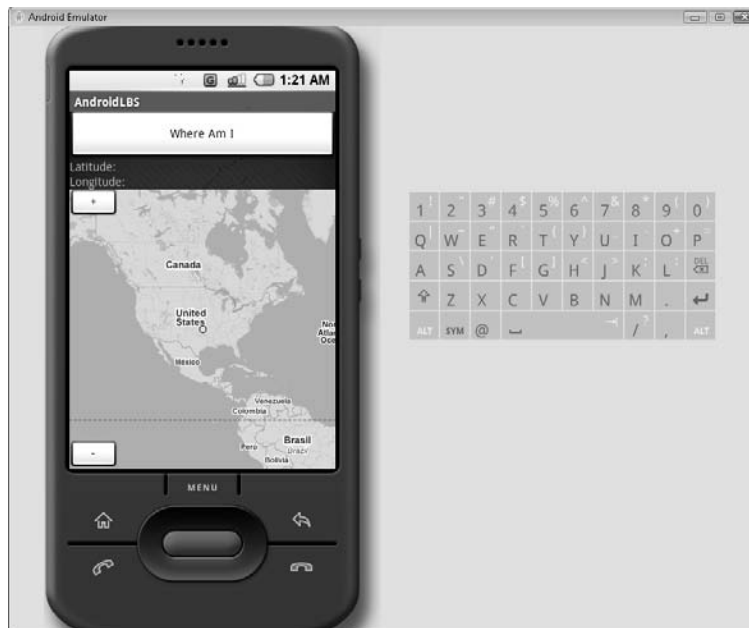 Android Emulator
G 1:21 AM
AndroidLBS
Where Am I
Latitude:
Longitude:
+
Canada
United
States
Mexico
Venezuela
Colombia
Peru
Brasil
Brazil
Bolivia
-
MENU
1 ! 2 3 # 4 $ 5 % 6 ^ 7 & 8 * 9 ( 0 )
Q W E R T Y U I O P
A S D F G H J K L DEL
Z X C V B N M .
ALT SYM @ / ? , ALT